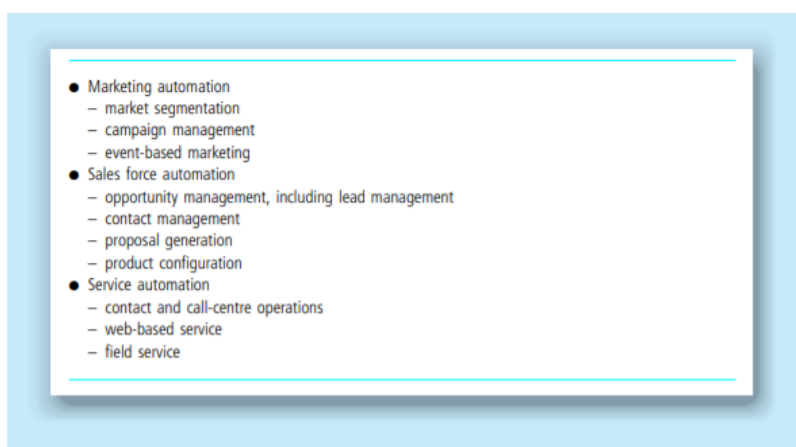 ● Marketing automation
– market segmentation
– campaign management
– event-based marketing
● Sales force automation
– opportunity management, including lead management
– contact management
– proposal generation
– product configuration
● Service automation
– contact and call-centre operations
– web-based service
– field service